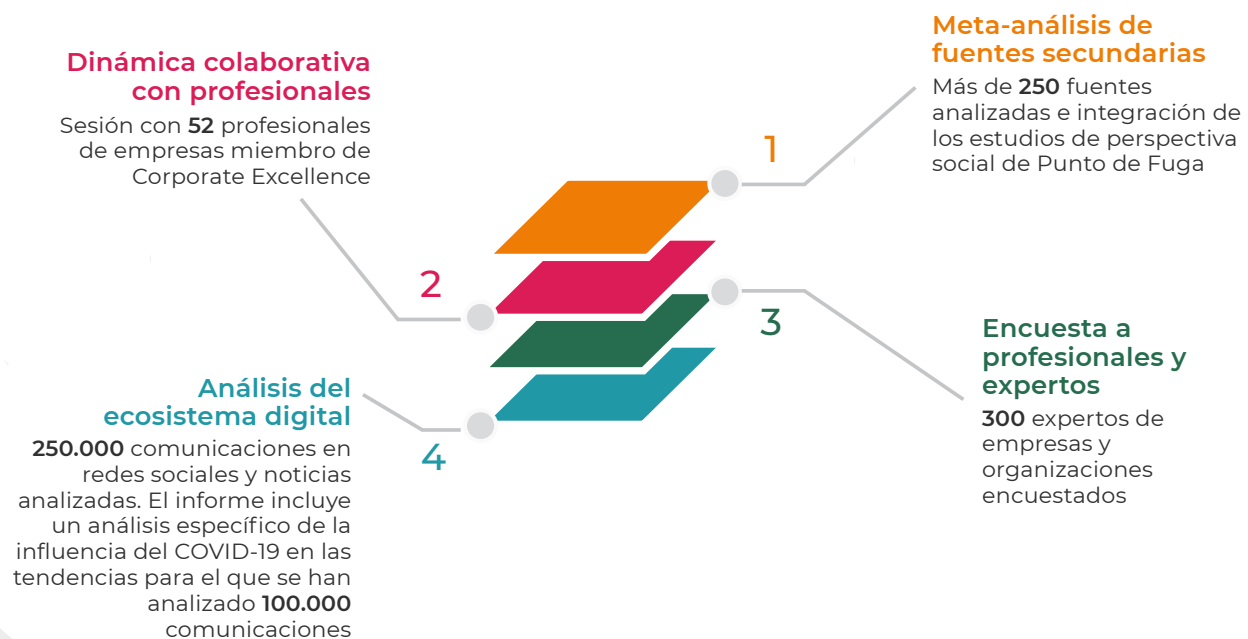 Meta-análisis de
fuentes secundarias
Más de 250 fuentes
analizadas e integración de
los estudios de perspectiva
social de Punto de Fuga
1
Dinámica colaborativa
con profesionales
Sesión con 52 profesionales
de empresas miembro de
Corporate Excellence
2
3
Encuesta a
profesionales y
expertos
300 expertos de
empresas y
organizaciones
encuestados
Análisis del
ecosistema digital
250.000 comunicaciones en
redes sociales y noticias
analizadas. El informe incluye
un análisis específico de la
influencia del COVID-19 en las
tendencias para el que se han
analizado 100.000
comunicaciones
4